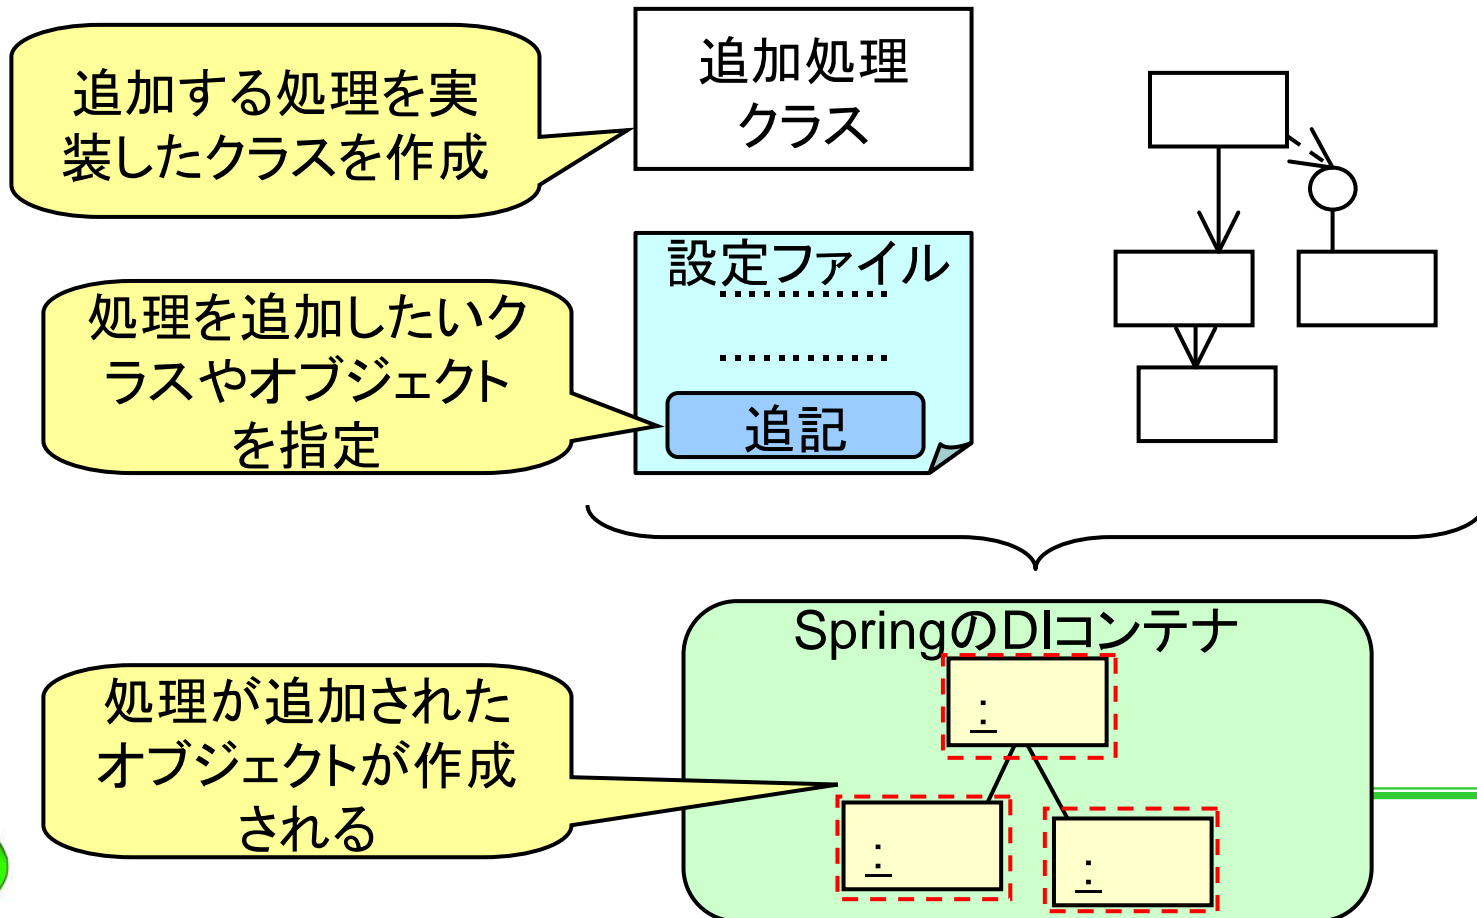 追加する処理を実
装したクラスを作成
追加処理
クラス
処理を追加したいク
ラスやオブジェクト
を指定
設定ファイル
…………
…………
追記
SpringのDIコンテナ
処理が追加された
オブジェクトが作成
される
:
:
: